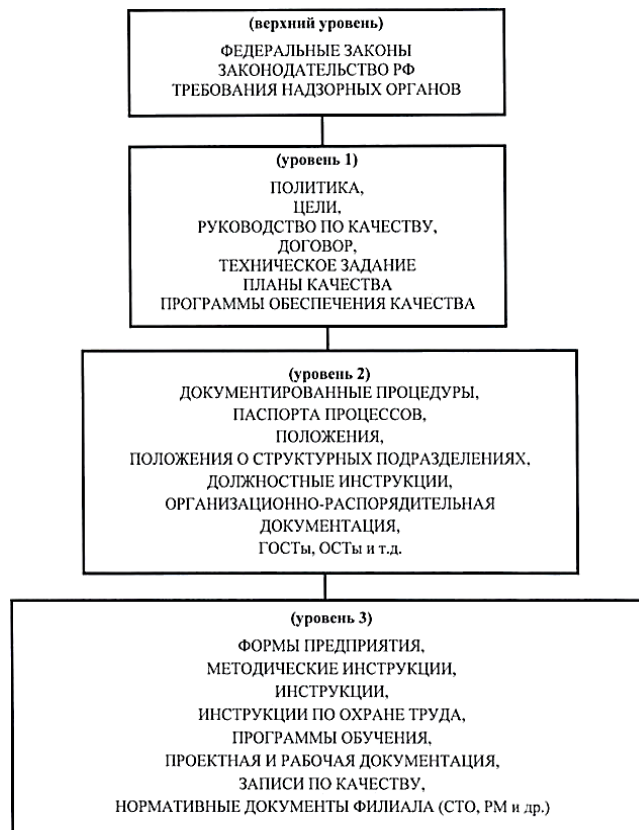 (верхний уровень)
ФЕДЕРАЛЬНЫЕ ЗАКОНЫ
ЗАКОНОДАТЕЛЬСТВО РФ
ТРЕБОВАНИЯ НАДЗОРНЫХ ОРГАНОВ
(уровень 1)
ПОЛИТИКА,
ЦЕЛИ,
РУКОВОДСТВО ПО КАЧЕСТВУ,
ДОГОВОР,
ТЕХНИЧЕСКОЕ ЗАДАНИЕ
ПЛАНЫ КАЧЕСТВА
ПРОГРАММЫ ОБЕСПЕЧЕНИЯ КАЧЕСТВА
(уровень 2)
ДОКУМЕНТИРОВАННЫЕ ПРОЦЕДУРЫ,
ПАСПОРТА ПРОЦЕССОВ,
ПОЛОЖЕНИЯ,
ПОЛОЖЕНИЯ О СТРУКТУРНЫХ ПОДРАЗДЕЛЕНИЯХ,
ДОЛЖНОСТНЫЕ ИНСТРУКЦИИ,
ОРГАНИЗАЦИОННО-РАСПОРЯДИТЕЛЬНАЯ
ДОКУМЕНТАЦИЯ,
ГОСТы, ОСТы и т.д.
(уровень 3)
ФОРМЫ ПРЕДПРИЯТИЯ,
МЕТОДИЧЕСКИЕ ИНСТРУКЦИИ,
ИНСТРУКЦИИ,
ИНСТРУКЦИИ ПО ОХРАНЕ ТРУДА,
ПРОГРАММЫ ОБУЧЕНИЯ,
ПРОЕКТНАЯ И РАБОЧАЯ ДОКУМЕНТАЦИЯ,
ЗАПИСИ ПО КАЧЕСТВУ,
НОРМАТИВНЫЕ ДОКУМЕНТЫ ФИЛИАЛА (СТО, РМ и др.)